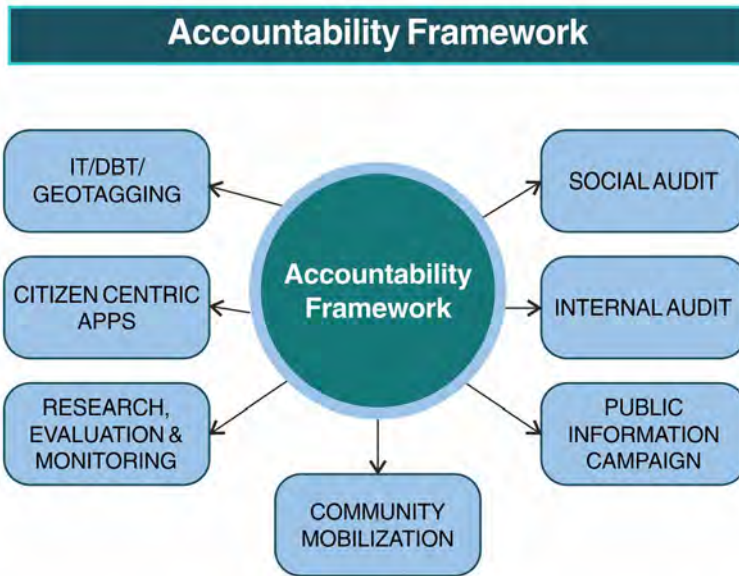 Accountability Framework
IT/DBT/
GEOTAGGING
SOCIAL AUDIT
Accountability
Framework
CITIZEN CENTRIC
APPS
INTERNAL AUDIT
RESEARCH,
EVALUATION &
MONITORING
PUBLIC
INFORMATION
CAMPAIGN
COMMUNITY
MOBILIZATION